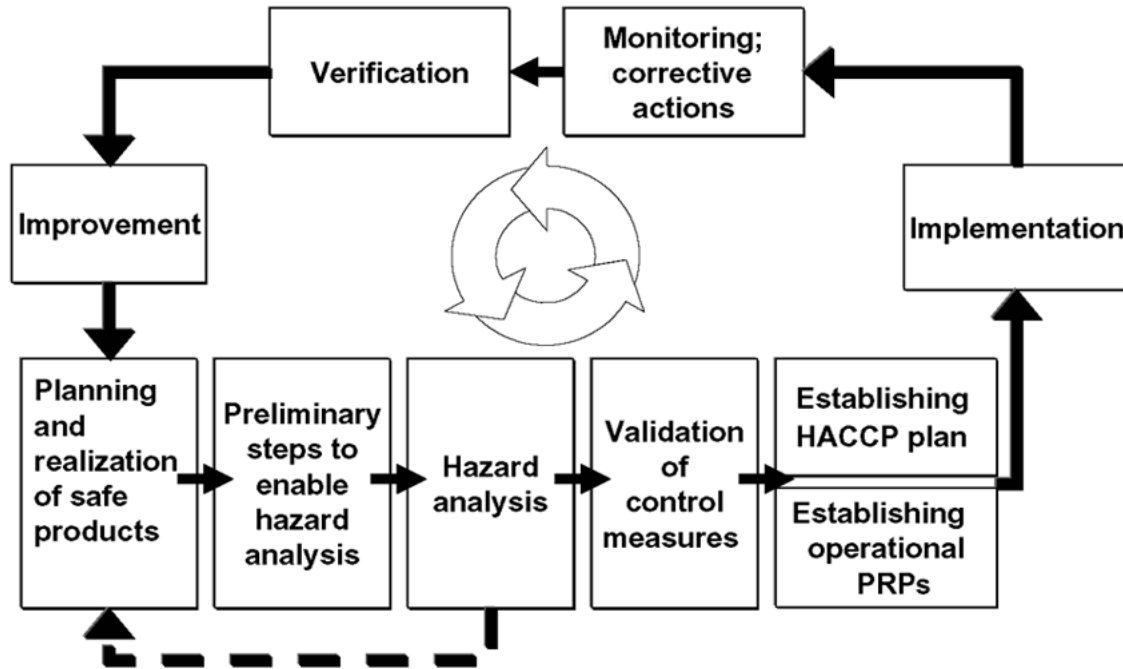 Verification
Monitoring;
corrective
actions
Improvement
Implementation
Planning
and
realization
of safe
products
Preliminary
steps to
enable
hazard
analysis
Hazard
analysis
Validation
of
control
measures
Establishing
HACCP plan
Establishing
operational
PRPs